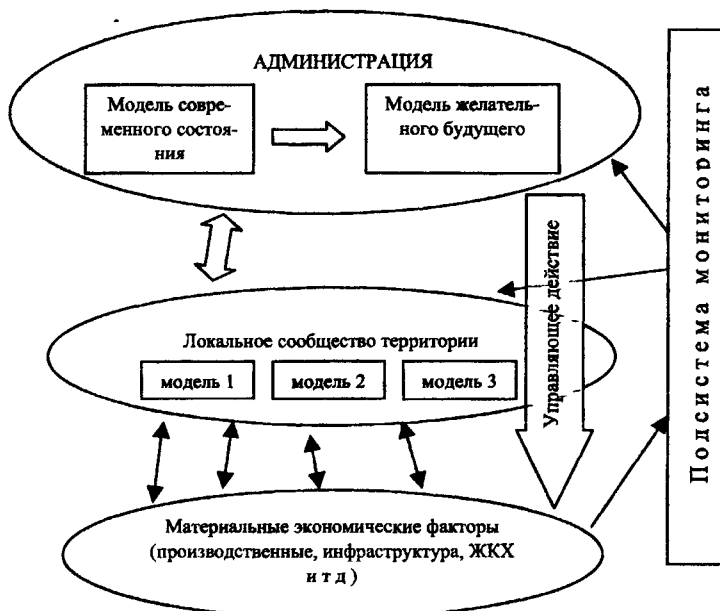 АДМИНИСТРАЦИЯ
Модель совре-
менного состоя-
ния
Модель желатель-
ного будущего
Управляющее действие
Подсистема мониторинга
Локальное сообщество территории
модель 1
модель 2
модель 3
Материальные экономические факторы
(производственные, инфраструктура, ЖКХ
и т д )